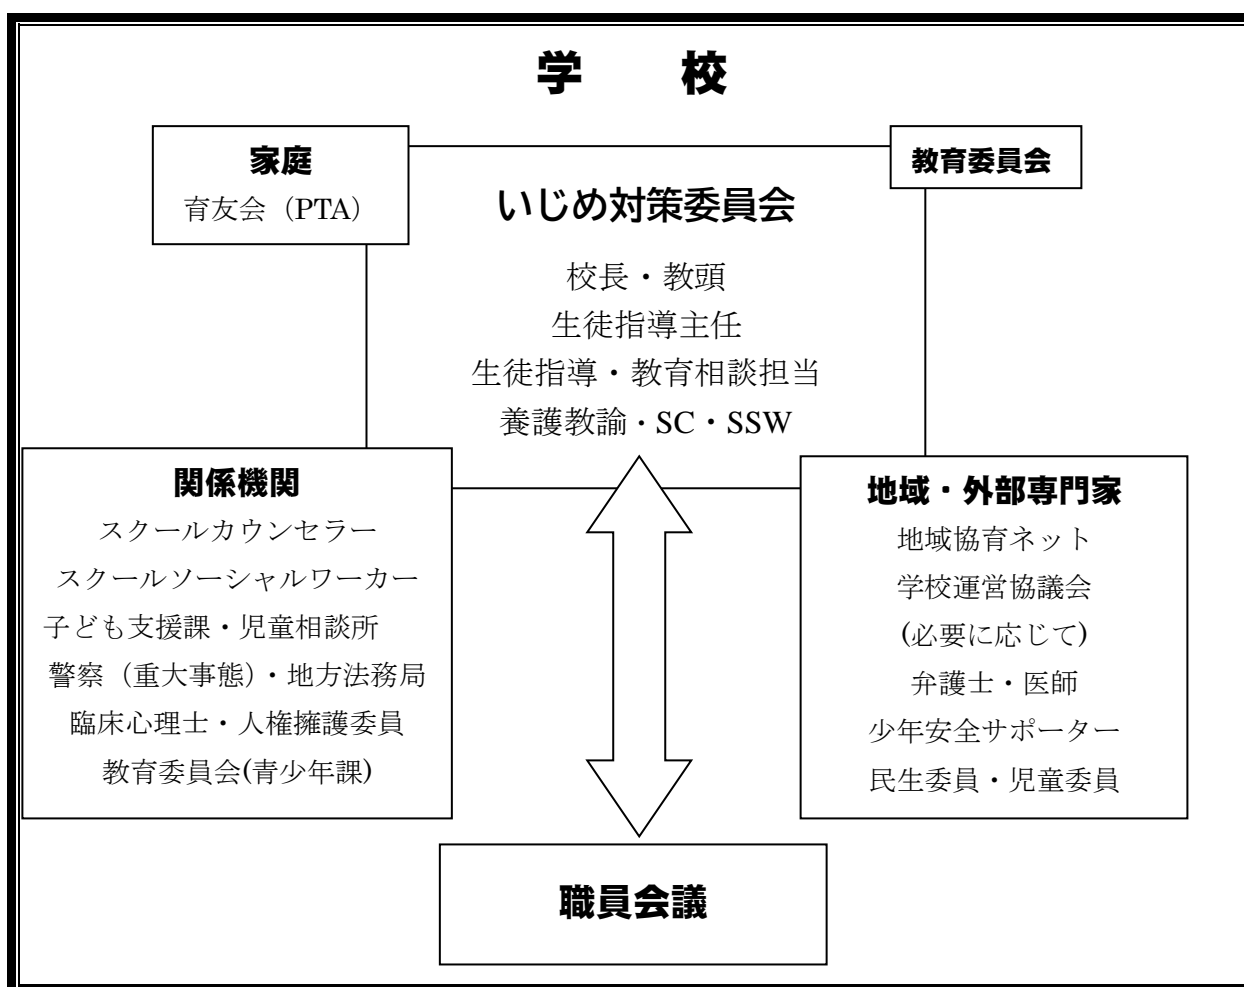 学　校
家庭
育友会（PTA）
教育委員会
いじめ対策委員会
校長・教頭
生徒指導主任
生徒指導・教育相談担当
養護教諭・SC・SSW
関係機関
スクールカウンセラー
スクールソーシャルワーカー
子ども支援課・児童相談所
警察（重大事態）・地方法務局
臨床心理士・人権擁護委員
教育委員会(青少年課)
地域・外部専門家
地域協育ネット
学校運営協議会
(必要に応じて)
弁護士・医師
少年安全サポーター
民生委員・児童委員
職員会議